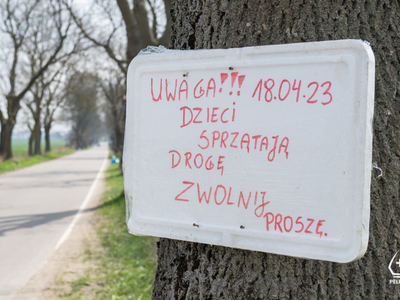 UWAGA!!! 18.04.23
DZIECI
SPRZĄTAJĄ
DROGĘ
ZWOLNIJ
PROSZĘ.